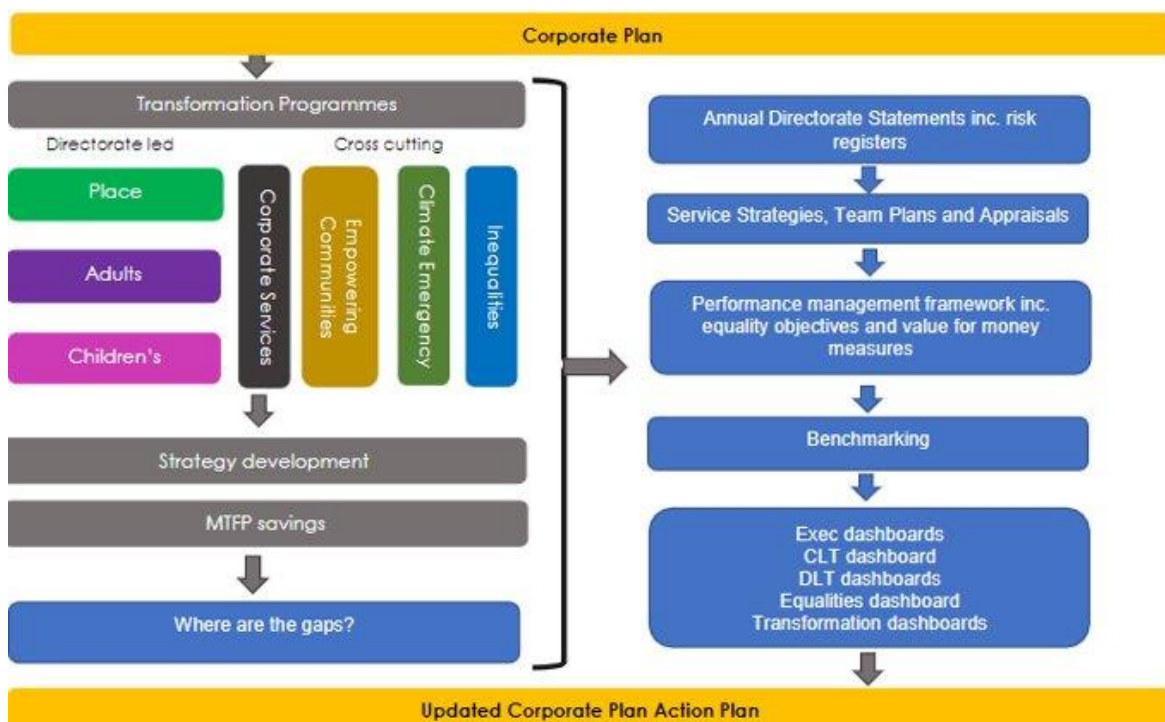 Corporate Plan
Transformation Programmes
Directorate led
Cross cutting
Place
Adults
Children's
Corporate Services
Empowering
Communities
Climate Emergency
Inequalities
Strategy development
MTFP savings
Where are the gaps?
Annual Directorate Statements inc. risk
registers
Service Strategies, Team Plans and Appraisals
Performance management framework inc.
equality objectives and value for money
measures
Benchmarking
Exec dashboards
CLT dashboard
DLT dashboards
Equalities dashboard
Transformation dashboards
Updated Corporate Plan Action Plan